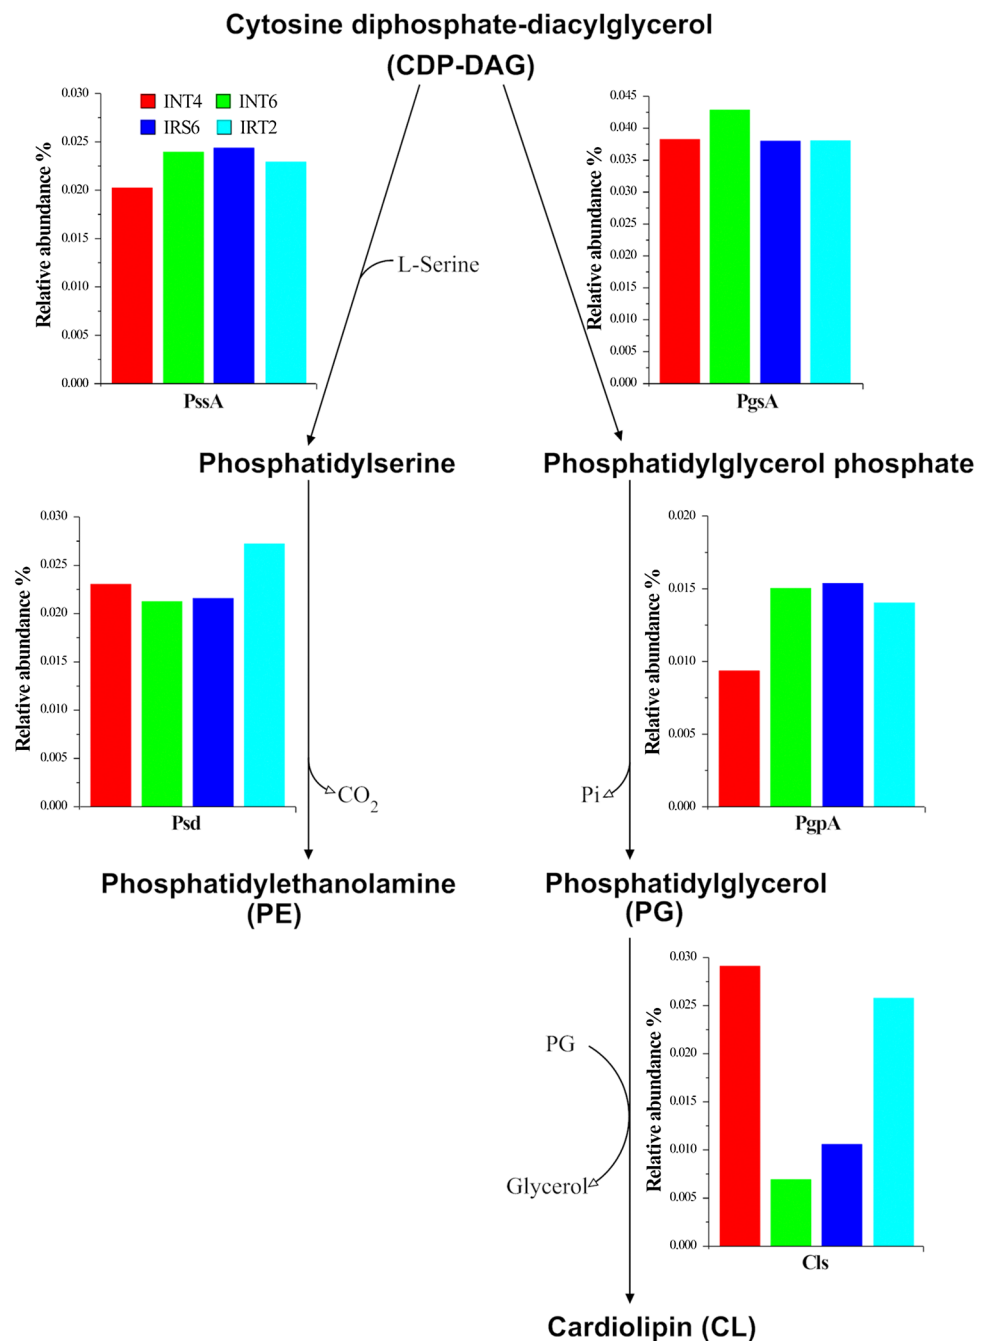 Cytosine diphosphate-diacylglycerol
(CDP-DAG)
0.030
0.025
0.020
0.015
0.010
0.005
0.000
Relative abundance %
INT4 INT6
IRS6 IRT2
PssA
L-Serine
0.045
0.040
0.035
0.030
0.025
0.040
0.015
0.010
0.005
0.000
Relative abundance %
PgsA
Phosphatidylserine
Phosphatidylglycerol phosphate
0.030
0.025
0.020
0.015
0.010
0.005
0.000
Relative abundance %
Psd
CO2
0.020
0.015
0.010
0.005
0.000
Relative abundance %
PgpA
Pi
Phosphatidylethanolamine
(PE)
Phosphatidylglycerol
(PG)
PG
Glycerol
0.030
0.025
0.020
0.015
0.010
0.005
0.000
Relative abundance %
Cls
Cardiolipin (CL)